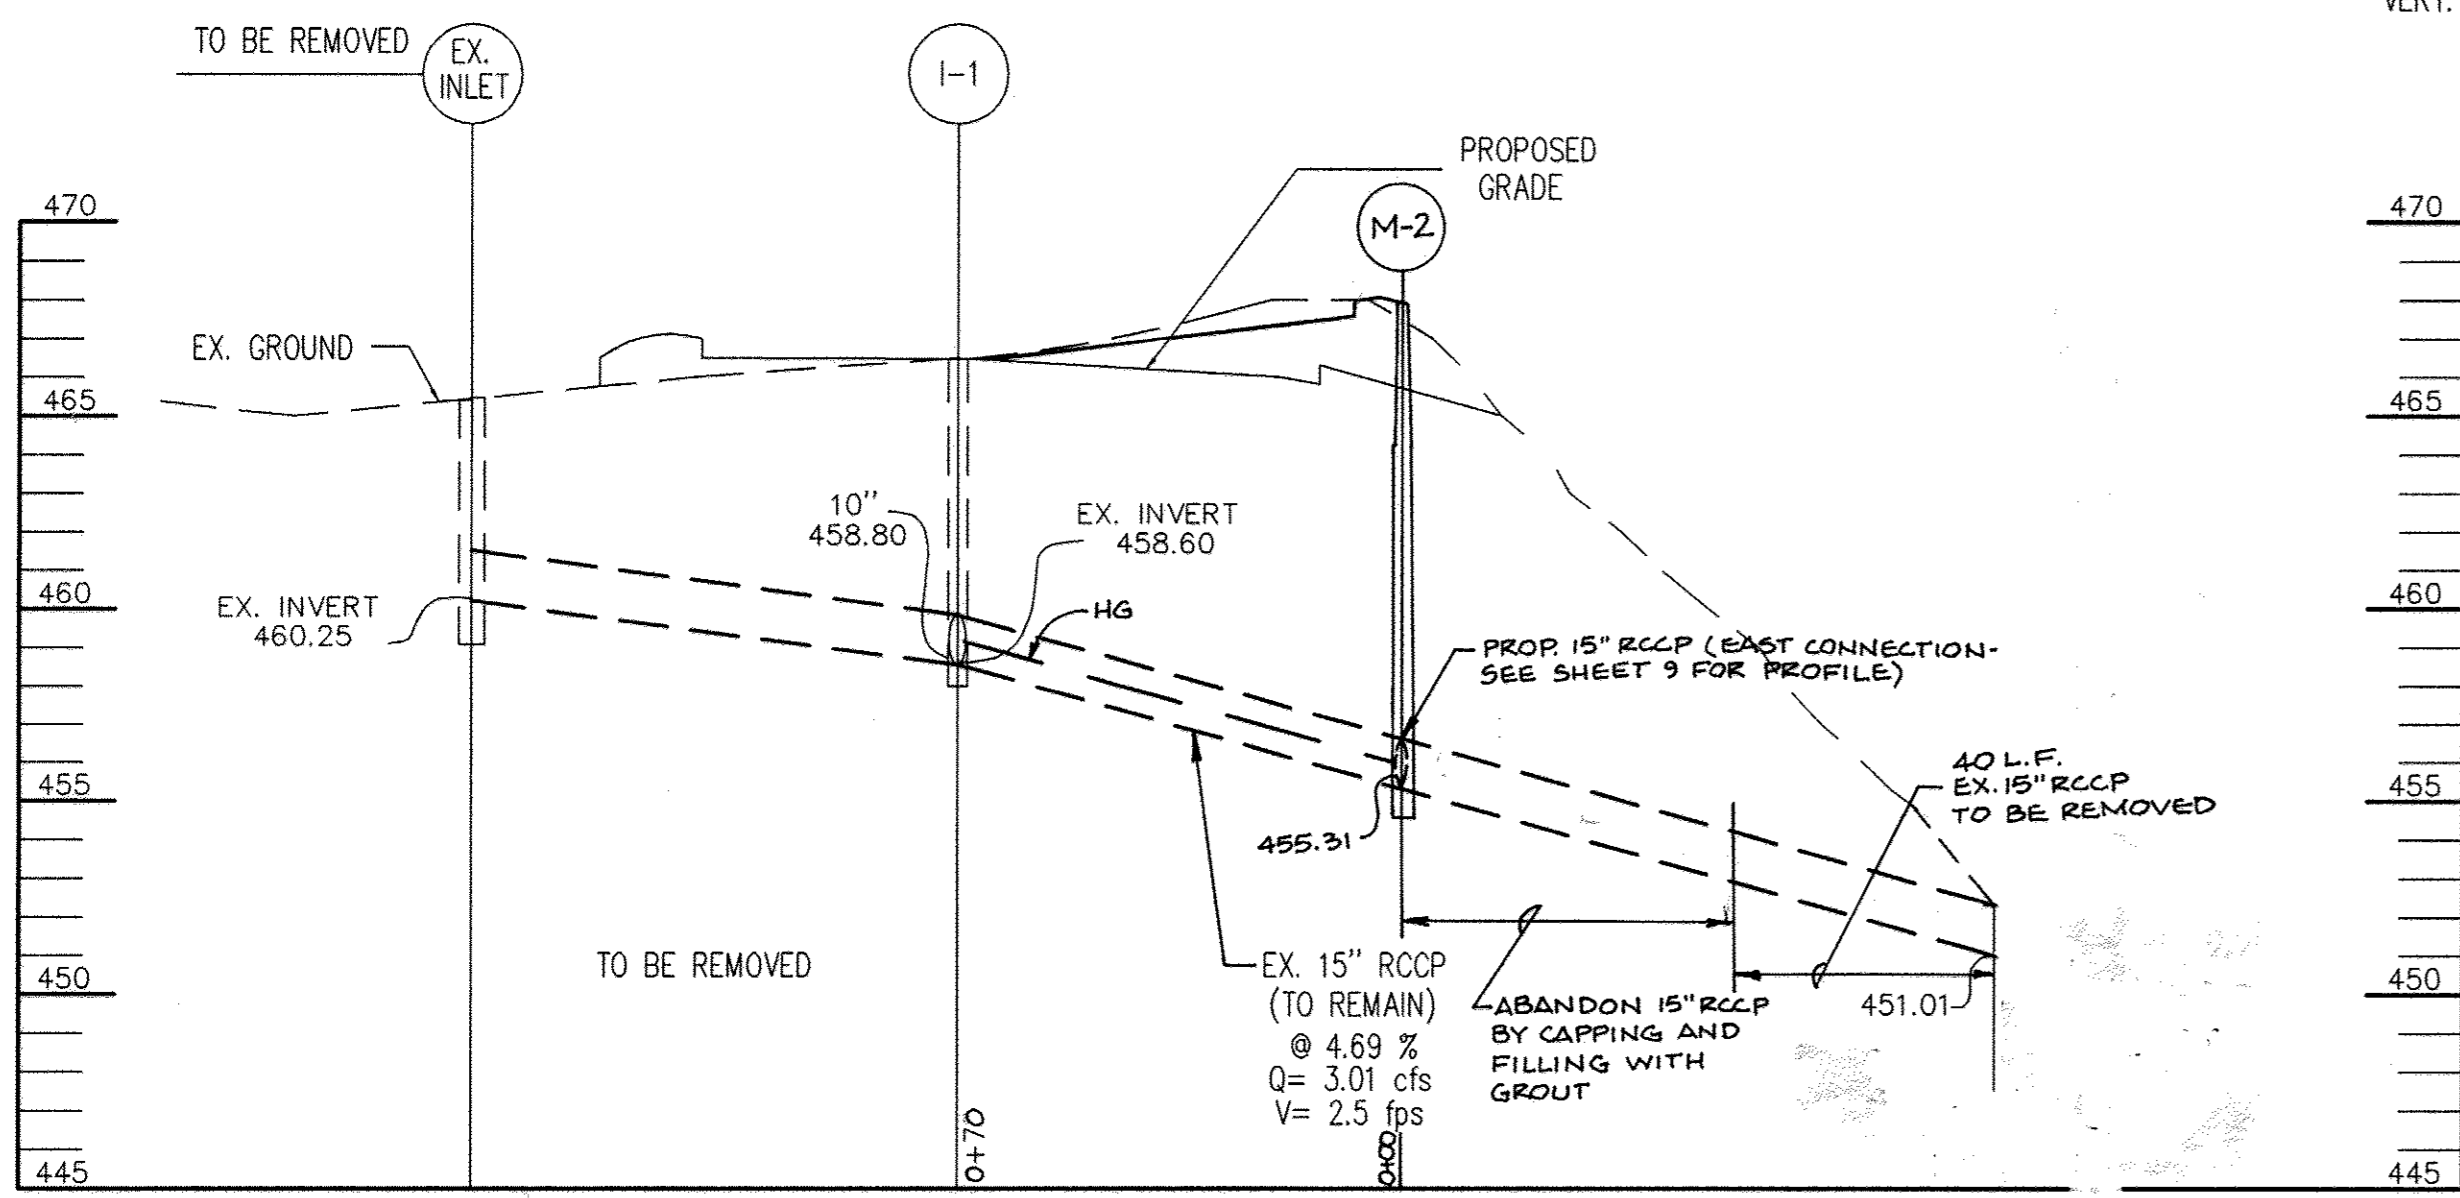 VERT.
TO BE REMOVED
EX.
INLET
I-1
PROPOSED
GRADE
M-2
470
470
EX. GROUND
465
465
10"
458.80
EX. INVERT
458.60
460
460
EX. INVERT
460.25
HG
PROP. 15" RCCP (EAST CONNECTION-
SEE SHEET 9 FOR PROFILE)
40 L.F.
EX. 15" RCCP
TO BE REMOVED
455
455
455.31
TO BE REMOVED
EX. 15" RCCP
(TO REMAIN)
@ 4.69 %
Q= 3.01 cfs
V= 2.5 fps
ABANDON 15" RCCP
BY CAPPING AND
FILLING WITH
GROUT
451.01
450
450
0+70
0+00
445
445